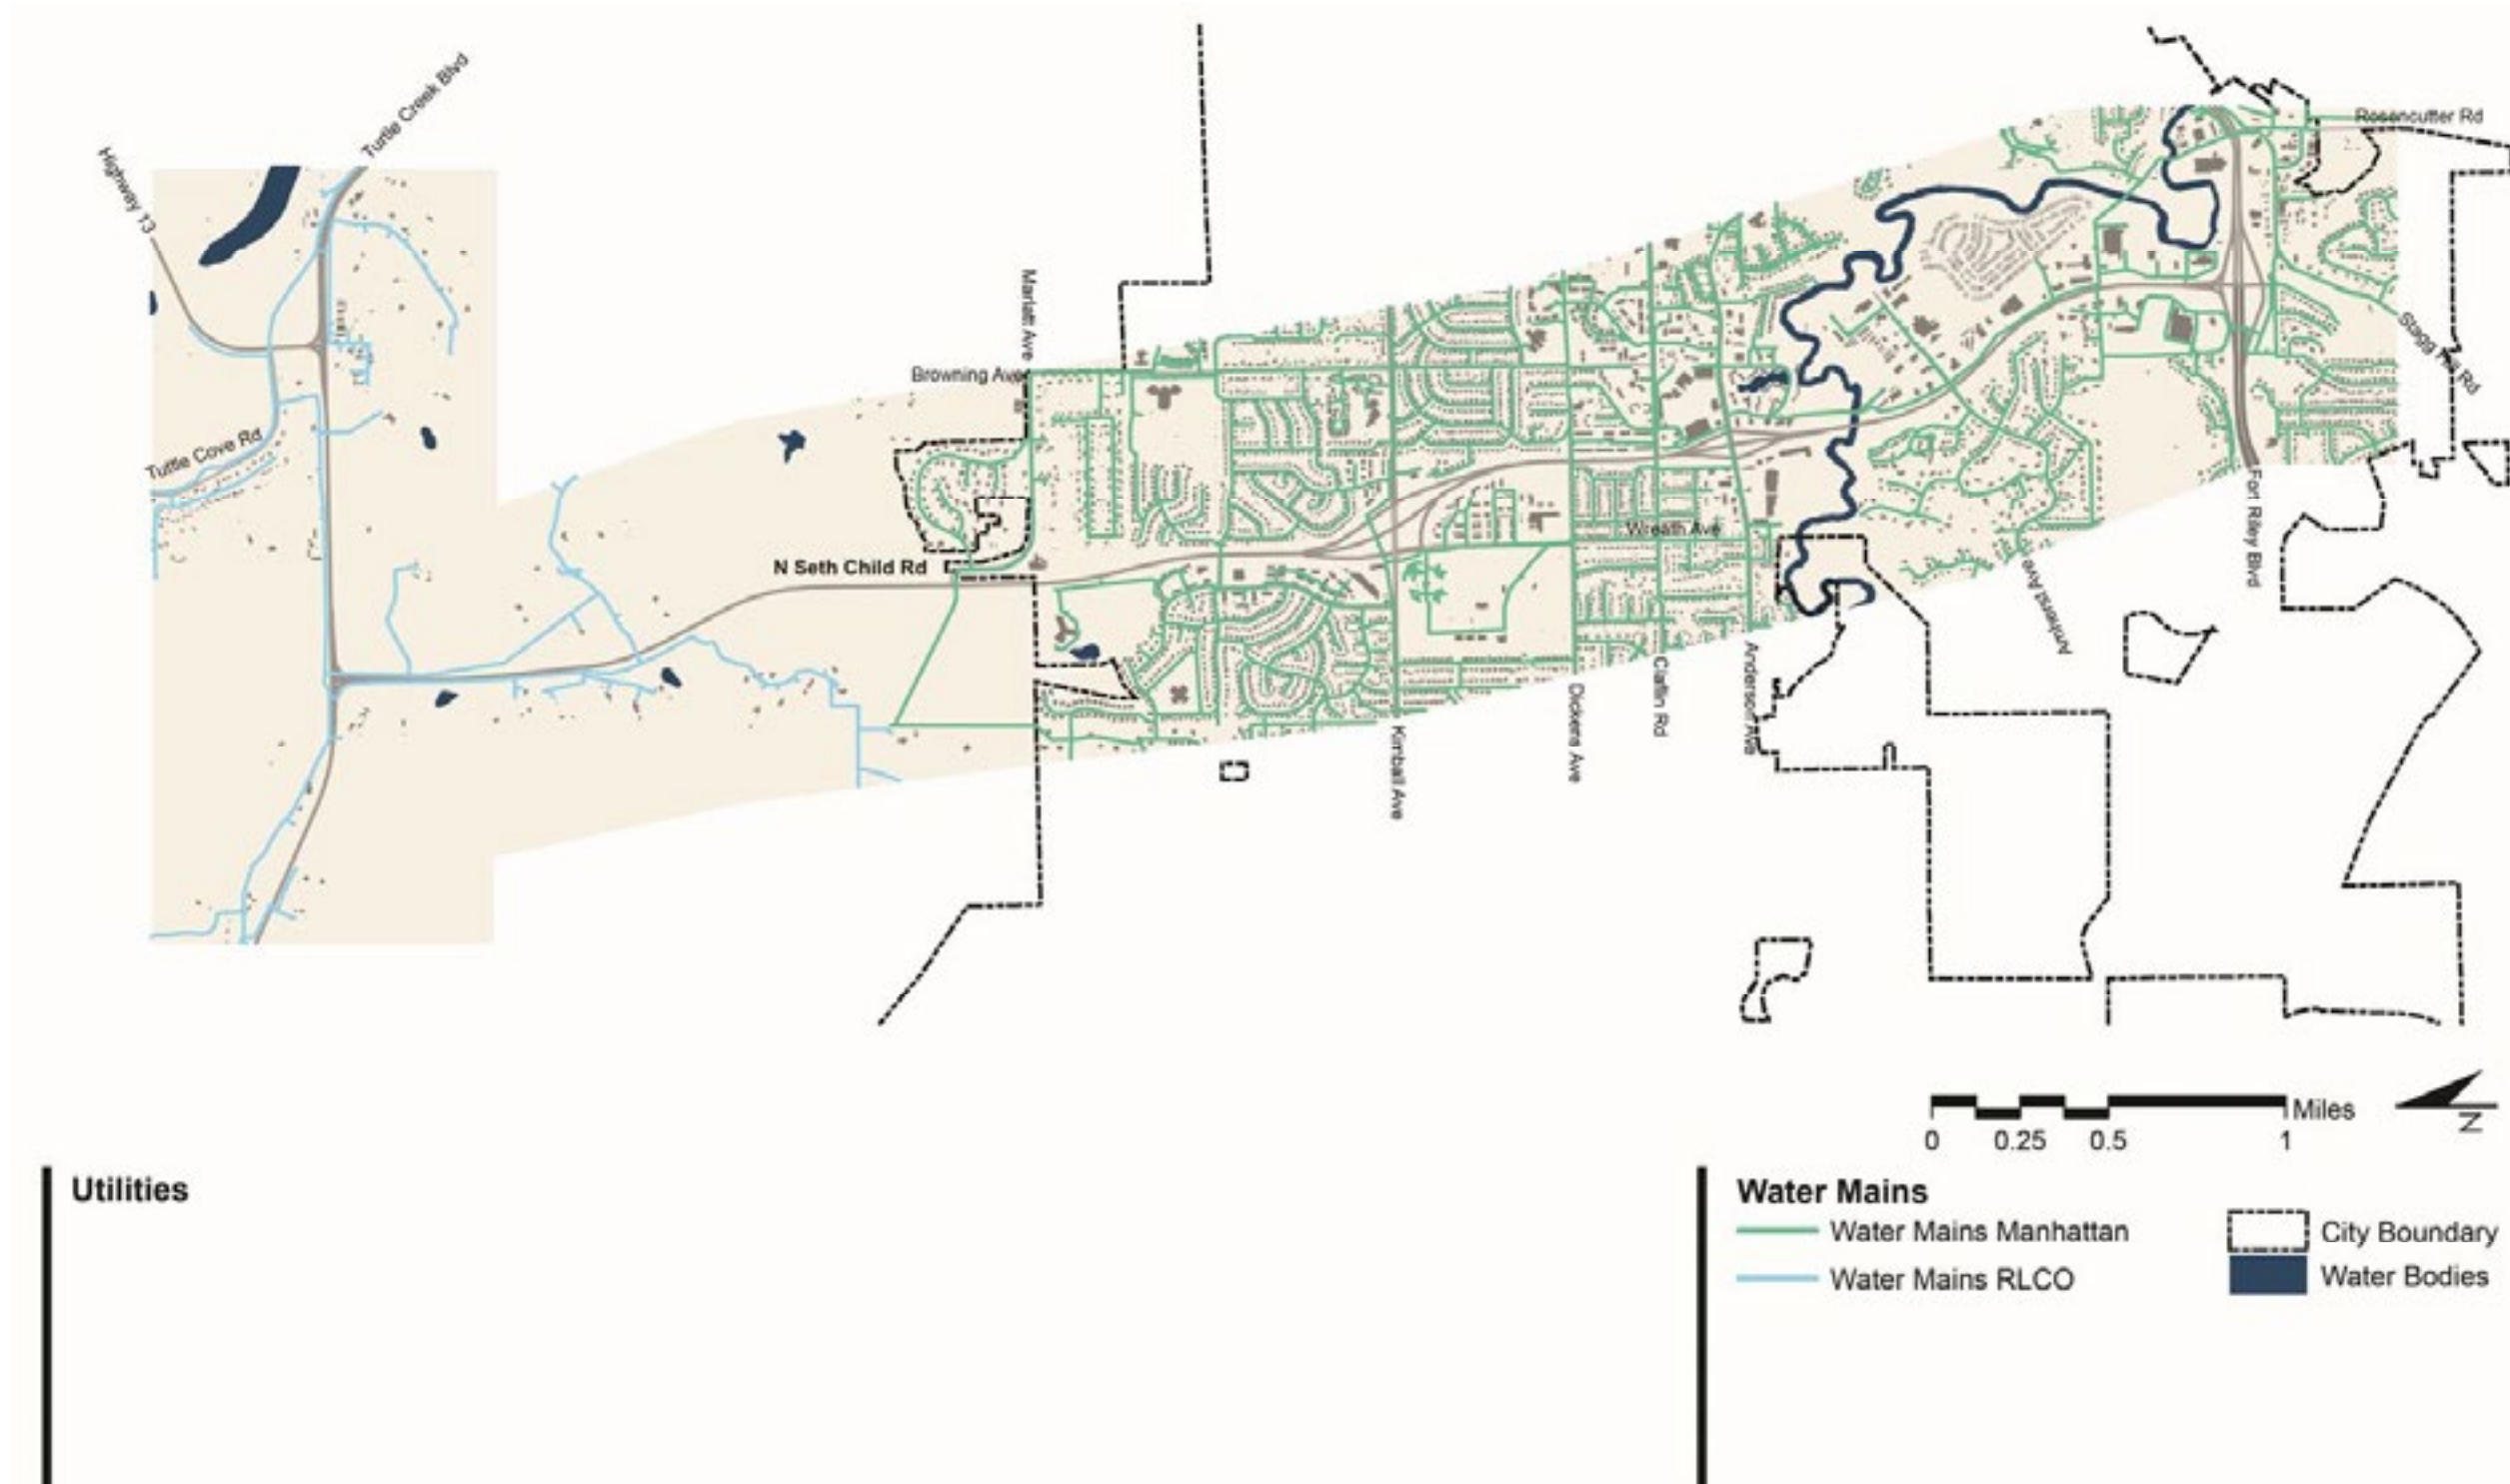 Turtle Creek Blvd
Highway 13
Rosencutter Rd
Marlatt Ave
Browning Ave
Stagg Hill Rd
Tuttle Cove Rd
Wreath Ave
N Seth Child Rd
Fort Riley Blvd
Amherst Ave
Anderson Ave
Claflin Rd
Dickens Ave
Kimball Ave
Miles
0 0.25 0.5 1
N
Utilities
Water Mains
Water Mains Manhattan
City Boundary
Water Mains RLCO
Water Bodies